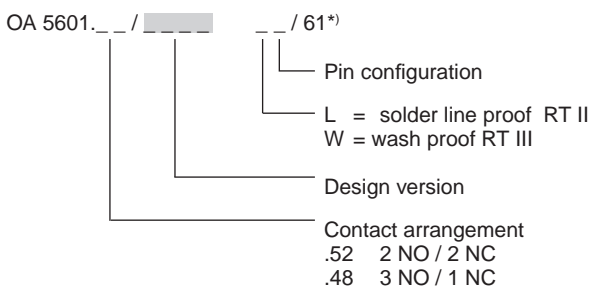 OA 5601._ _ / _ _ _ _ _ _ / 61*)
Pin configuration
L = solder line proof RT II
W = wash proof RT III
Design version
Contact arrangement
.52 2 NO / 2 NC
.48 3 NO / 1 NC